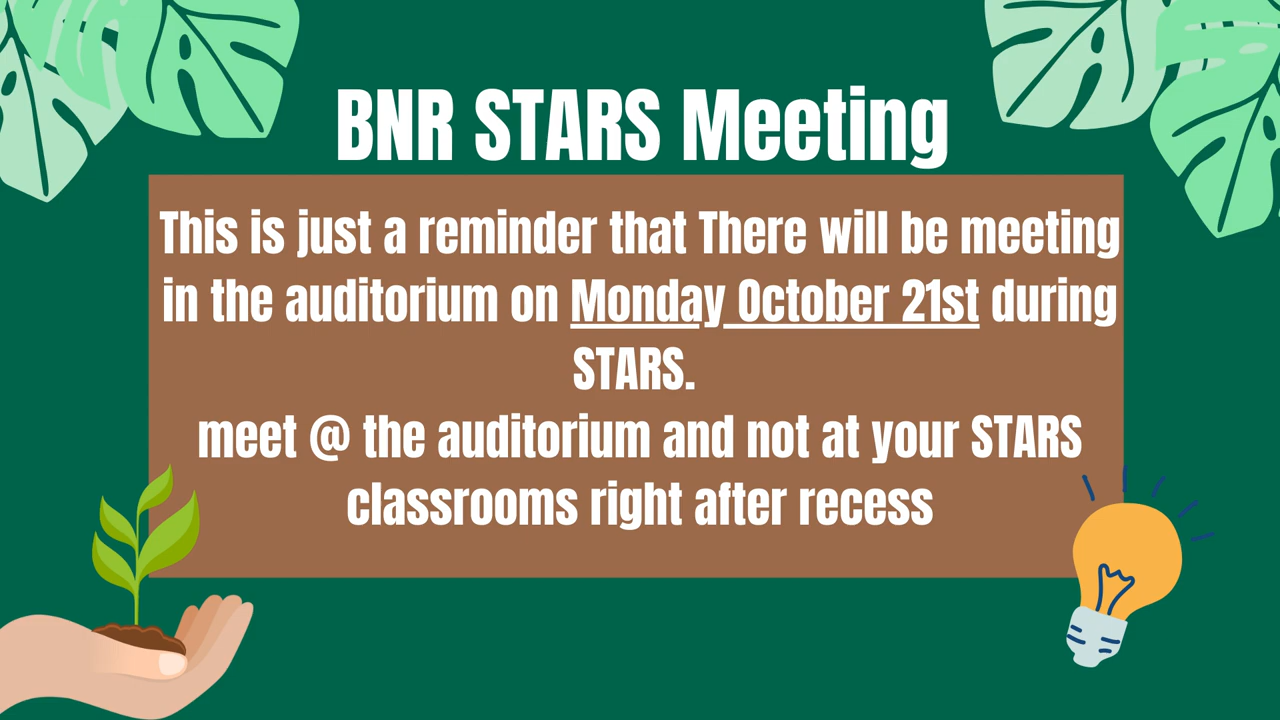 BNR STARS Meeting
This is just a reminder that There will be meeting
in the auditorium on Monday October 21st during
STARS.
meet @ the auditorium and not at your STARS
classrooms right after recess